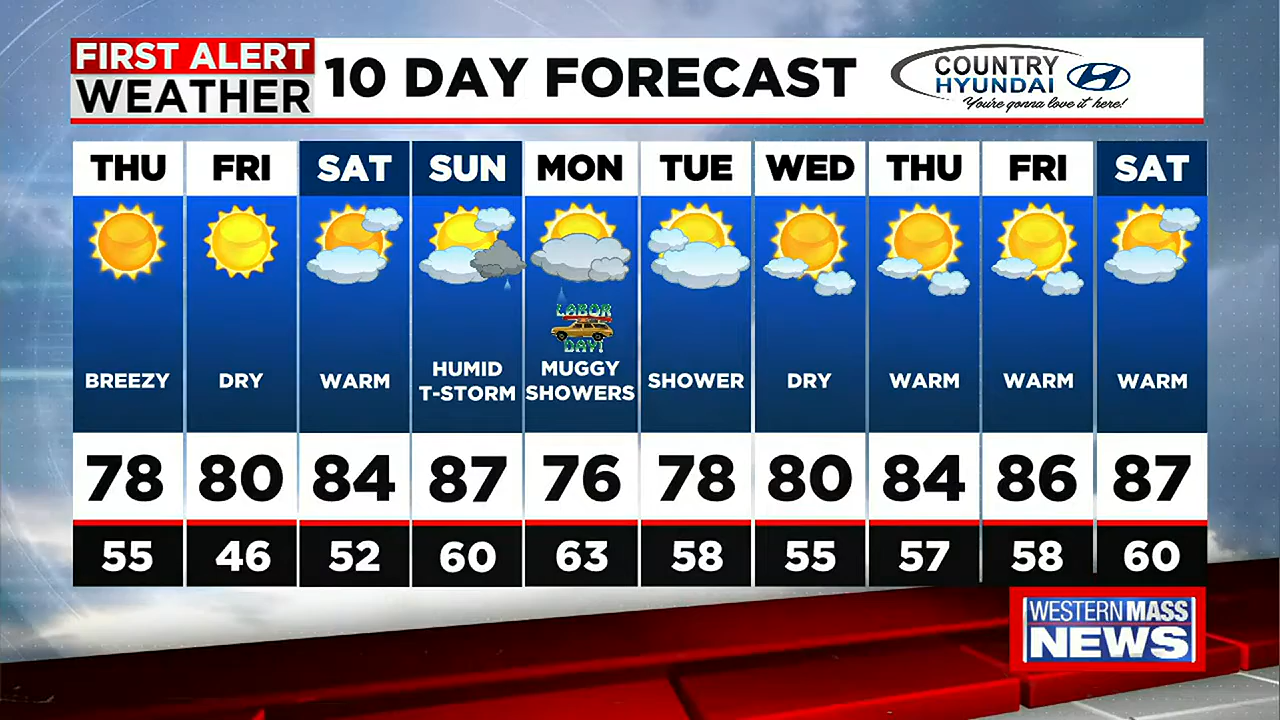 FIRST ALERT
WEATHER
10 DAY FORECAST
COUNTRY
HYUNDAI
You're gonna love it here!
THU FRI SAT SUN MON TUE WED THU FRI SAT
LABOR
DAY!
BREEZY DRY WARM HUMID T-STORM MUGGY SHOWERS SHOWER DRY WARM WARM WARM
78 80 84 87 76 78 80 84 86 87
55 46 52 60 63 58 55 57 58 60
WESTERN MASS
NEWS